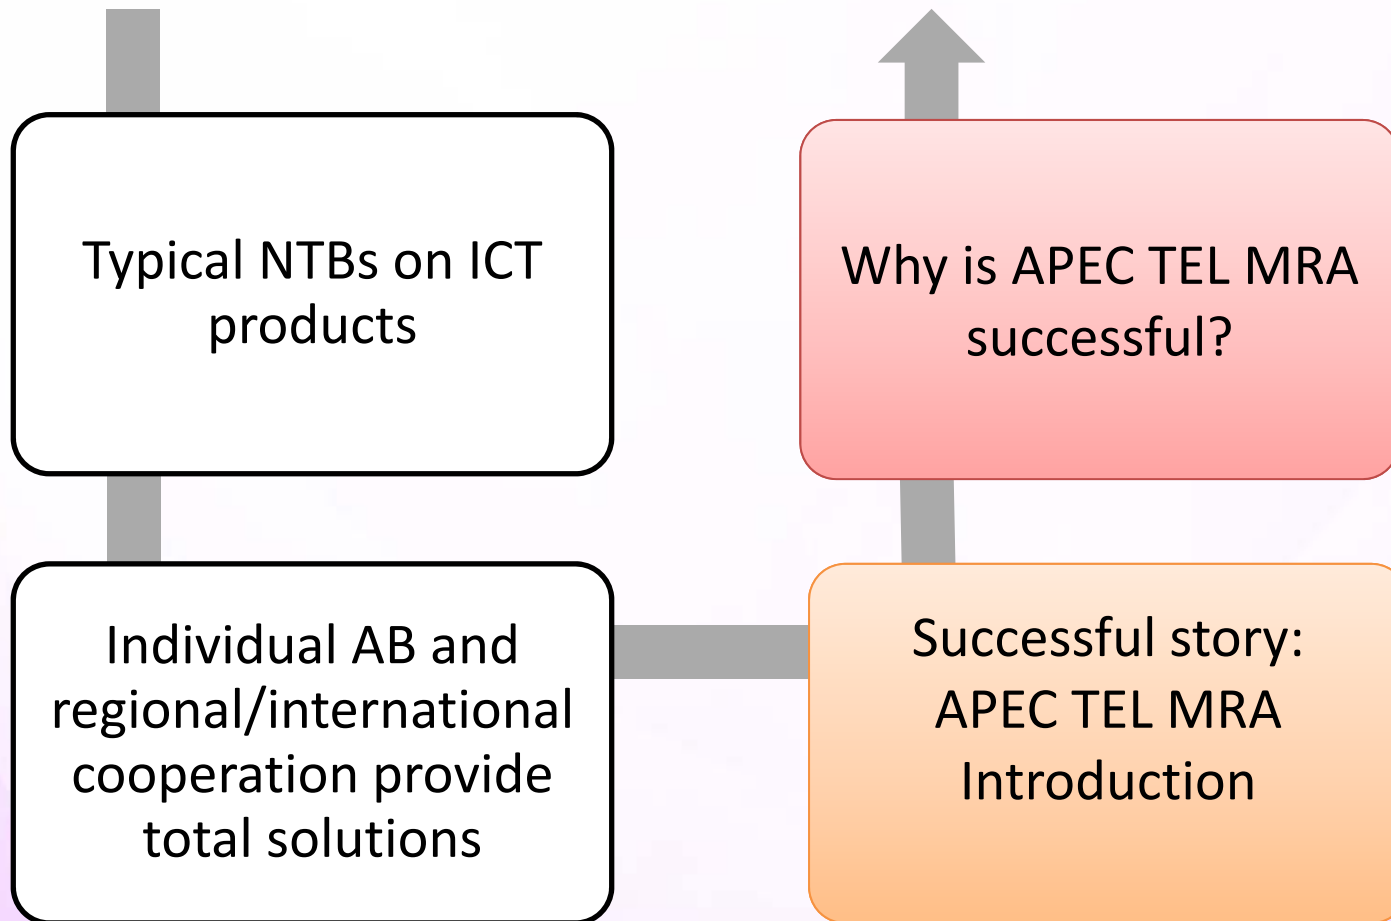 Typical NTBs on ICT
products
Individual AB and
regional/international
cooperation provide
total solutions
Successful story:
APEC TEL MRA
Introduction
Why is APEC TEL MRA
successful?